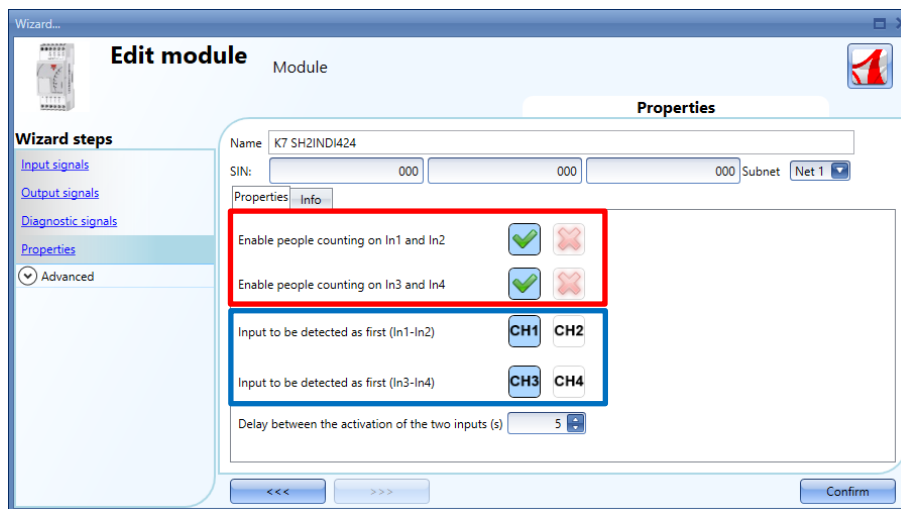 Wizard...
Edit module
Module
Properties
Wizard steps
Input signals
Output signals
Diagnostic signals
Properties
Advanced
Name K7 SH2INDI424
SIN: 000 000 000 Subnet Net 1
Properties Info
Enable people counting on In1 and In2
Enable people counting on In3 and In4
Input to be detected as first (In1-In2) CH1 CH2
Input to be detected as first (In3-In4) CH3 CH4
Delay between the activation of the two inputs (s) 5
<<< >>> Confirm